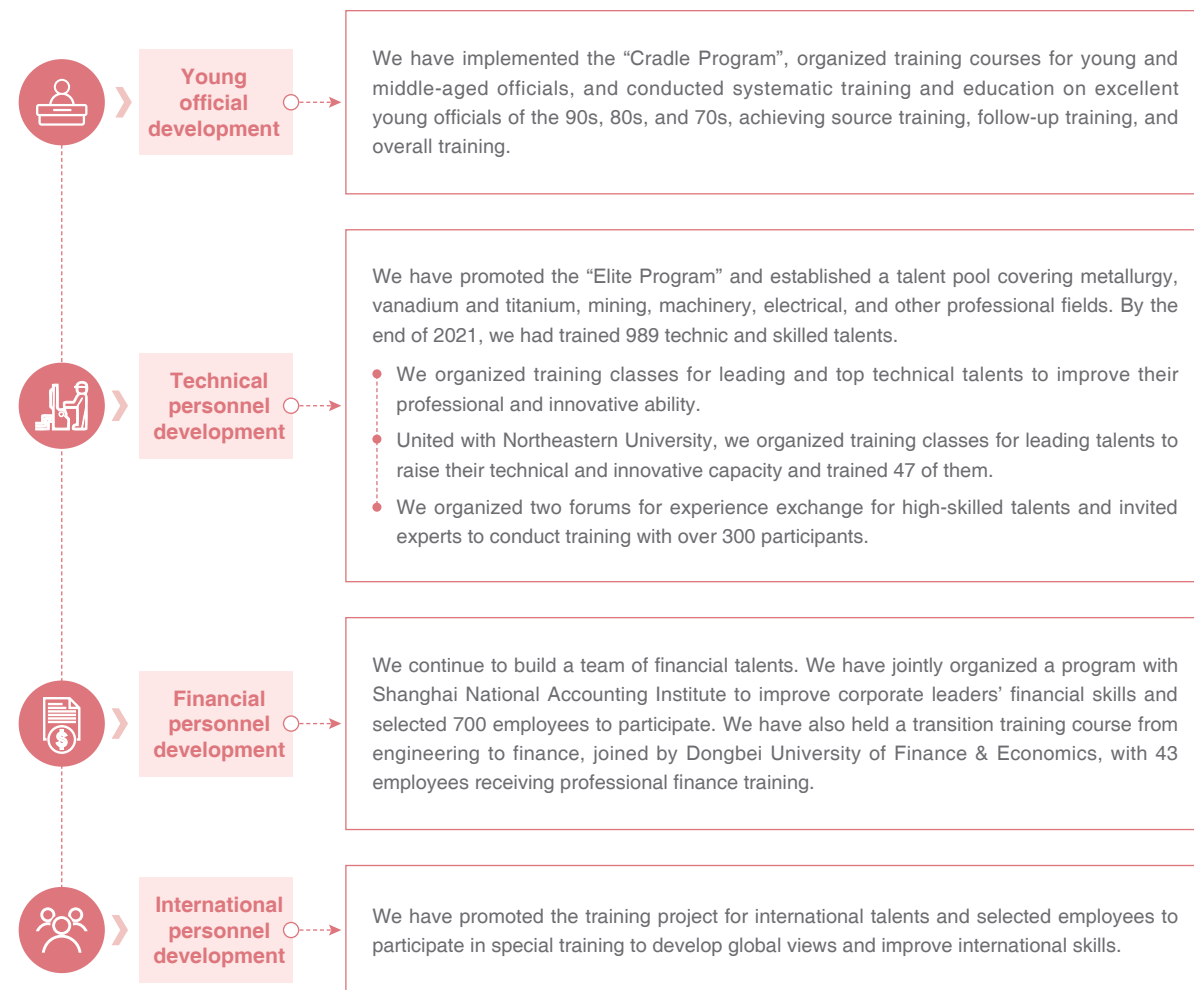 Young
official
development
We have implemented the “Cradle Program”, organized training courses for young and
middle-aged officials, and conducted systematic training and education on excellent
young officials of the 90s, 80s, and 70s, achieving source training, follow-up training, and
overall training.
Technical
personnel
development
We have promoted the “Elite Program” and established a talent pool covering metallurgy,
vanadium and titanium, mining, machinery, electrical, and other professional fields. By the
end of 2021, we had trained 989 technic and skilled talents.
We organized training classes for leading and top technical talents to improve their
professional and innovative ability.
United with Northeastern University, we organized training classes for leading talents to
raise their technical and innovative capacity and trained 47 of them.
We organized two forums for experience exchange for high-skilled talents and invited
experts to conduct training with over 300 participants.
Financial
personnel
development
We continue to build a team of financial talents. We have jointly organized a program with
Shanghai National Accounting Institute to improve corporate leaders’ financial skills and
selected 700 employees to participate. We have also held a transition training course from
engineering to finance, joined by Dongbei University of Finance & Economics, with 43
employees receiving professional finance training.
International
personnel
development
We have promoted the training project for international talents and selected employees to
participate in special training to develop global views and improve international skills.